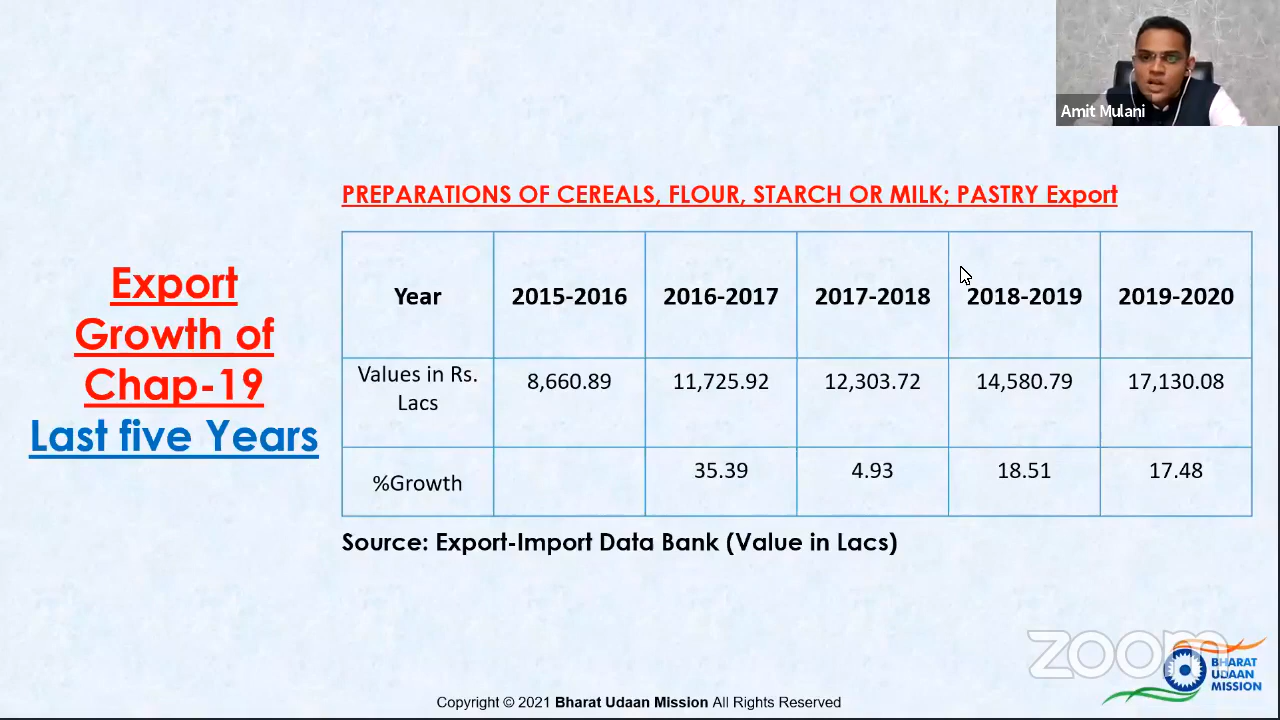 Amit Mulani
PREPARATIONS OF CEREALS, FLOUR, STARCH OR MILK; PASTRY Export
Export
Growth of
Chap-19
Last five Years
Year 2015-2016 2016-2017 2017-2018 2018-2019 2019-2020
Values in Rs. Lacs 8,660.89 11,725.92 12,303.72 14,580.79 17,130.08
%Growth 35.39 4.93 18.51 17.48
Source: Export-Import Data Bank (Value in Lacs)
zoom
BHARAT
UDAAN
MISSION
Copyright © 2021 Bharat Udaan Mission All Rights Reserved